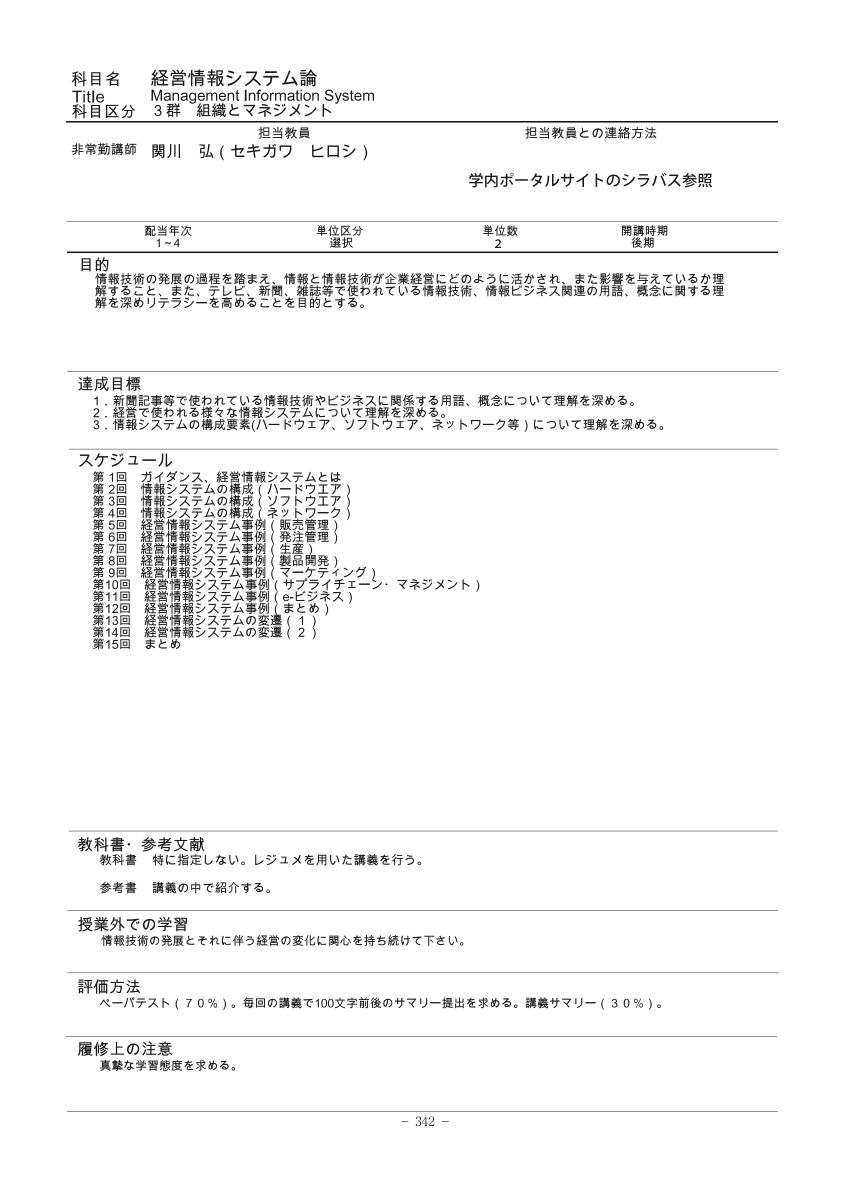 科目名 経営情報システム論
Title Management Information System
科目区分 3群 組織とマネジメント
担当教員 担当教員との連絡方法
非常勤講師 関川 弘(セキガワ ヒロシ)
学内ポータルサイトのシラバス参照
配当年次 単位区分 単位数 開講時期
1~4 選択 2 後期
目的
情報技術の発展の過程を踏まえ、情報と情報技術が企業経営にどのように活かされ、また影響を与えているか理
解すること、また、テレビ、新聞、雑誌等で使われている情報技術、情報ビジネス関連の用語、概念に関する理
解を深めリテラシーを高めることを目的とする。
達成目標
1.新聞記事等で使われている情報技術やビジネスに関係する用語、概念について理解を深める。
2.経営で使われる様々な情報システムについて理解を深める。
3.情報システムの構成要素(ハードウェア、ソフトウェア、ネットワーク等)について理解を深める。
スケジュール
第 1回 ガイダンス、経営情報システムとは
第 2回 情報システムの構成(ハードウエア)
第 3回 情報システムの構成(ソフトウエア)
第 4回 情報システムの構成(ネットワーク)
第 5回 経営情報システム事例(販売管理)
第 6回 経営情報システム事例(発注管理)
第 7回 経営情報システム事例(生産)
第 8回 経営情報システム事例(製品開発)
第 9回 経営情報システム事例(マーケティング)
第10回 経営情報システム事例(サプライチェーン・マネジメント)
第11回 経営情報システム事例(e-ビジネス)
第12回 経営情報システム事例(まとめ)
第13回 経営情報システムの変遷(1)
第14回 経営情報システムの変遷(2)
第15回 まとめ
教科書・参考文献
教科書 特に指定しない。レジュメを用いた講義を行う。
参考書 講義の中で紹介する。
授業外での学習
情報技術の発展とそれに伴う経営の変化に関心を持ち続けて下さい。
評価方法
ペーパテスト(70%)。毎回の講義で100文字前後のサマリー提出を求める。講義サマリー(30%)。
履修上の注意
真摯な学習態度を求める。
− 342 −